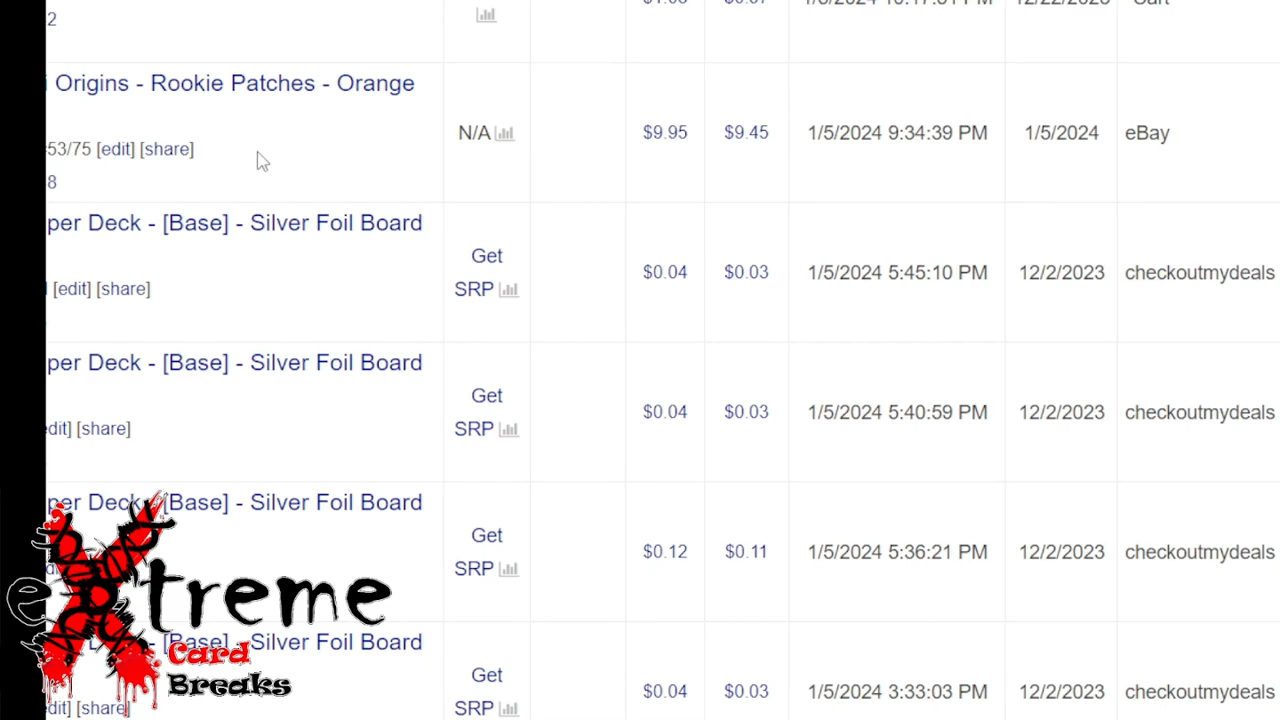 2
Origins - Rookie Patches - Orange
53/75 [edit] [share]
8
N/A
$9.95 $9.45 1/5/2024 9:34:39 PM 1/5/2024 eBay
per Deck - [Base] - Silver Foil Board
[edit] [share]
Get
SRP
$0.04 $0.03 1/5/2024 5:45:10 PM 12/2/2023 checkoutmydeals
per Deck - [Base] - Silver Foil Board
edit] [share]
Get
SRP
$0.04 $0.03 1/5/2024 5:40:59 PM 12/2/2023 checkoutmydeals
per Deck - [Base] - Silver Foil Board
Get
SRP
$0.12 $0.11 1/5/2024 5:36:21 PM 12/2/2023 checkoutmydeals
[Base] - Silver Foil Board
edit] [share]
Get
SRP
$0.04 $0.03 1/5/2024 3:33:03 PM 12/2/2023 checkoutmydeals
eXtreme
Card
Breaks